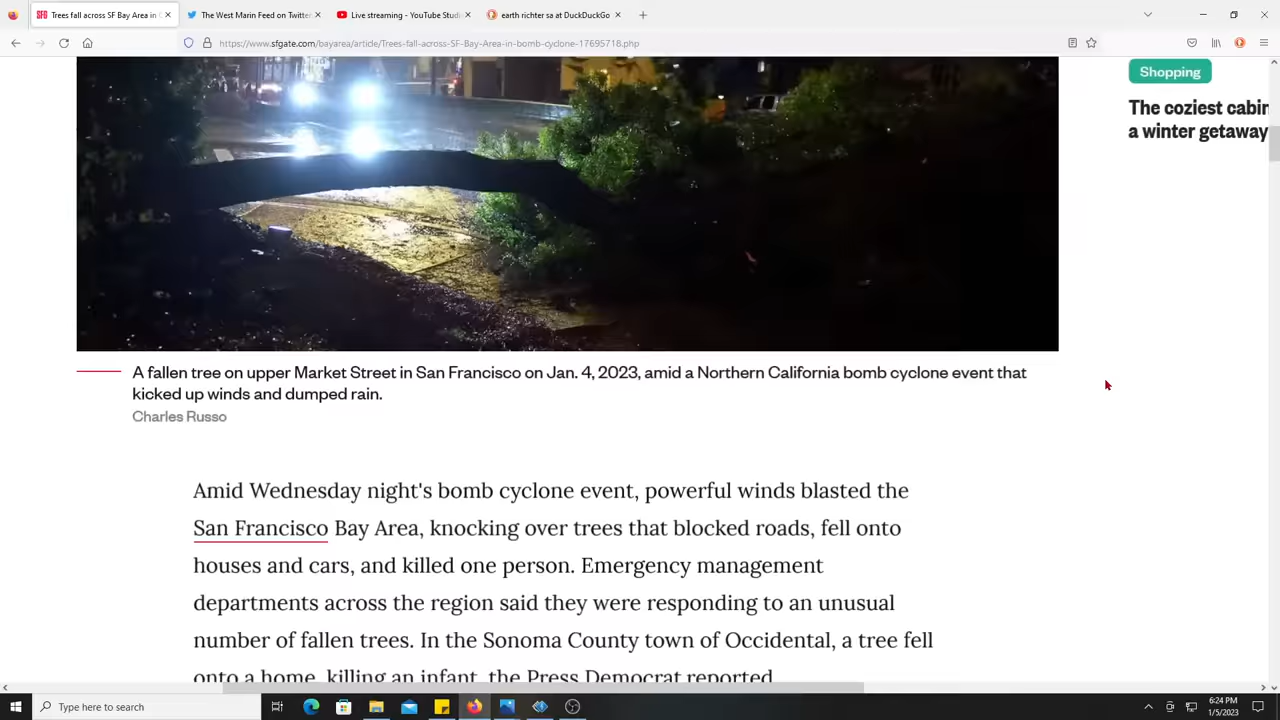 Trees fall across SF Bay Area in
The West Marin Feed on Twitter
Live streaming - YouTube Studi
earth richter sa at DuckDuckGo
https://www.sfgate.com/bayarea/article/Trees-fall-across-SF-Bay-Area-in-bomb-cyclone-17695718.php
Shopping
The coziest cabin
a winter getaway
A fallen tree on upper Market Street in San Francisco on Jan. 4, 2023, amid a Northern California bomb cyclone event that
kicked up winds and dumped rain.
Charles Russo
Amid Wednesday night's bomb cyclone event, powerful winds blasted the
San Francisco Bay Area, knocking over trees that blocked roads, fell onto
houses and cars, and killed one person. Emergency management
departments across the region said they were responding to an unusual
number of fallen trees. In the Sonoma County town of Occidental, a tree fell
onto a home, killing an infant, the Press Democrat reported.
Type here to search
6:24 PM
1/5/2023